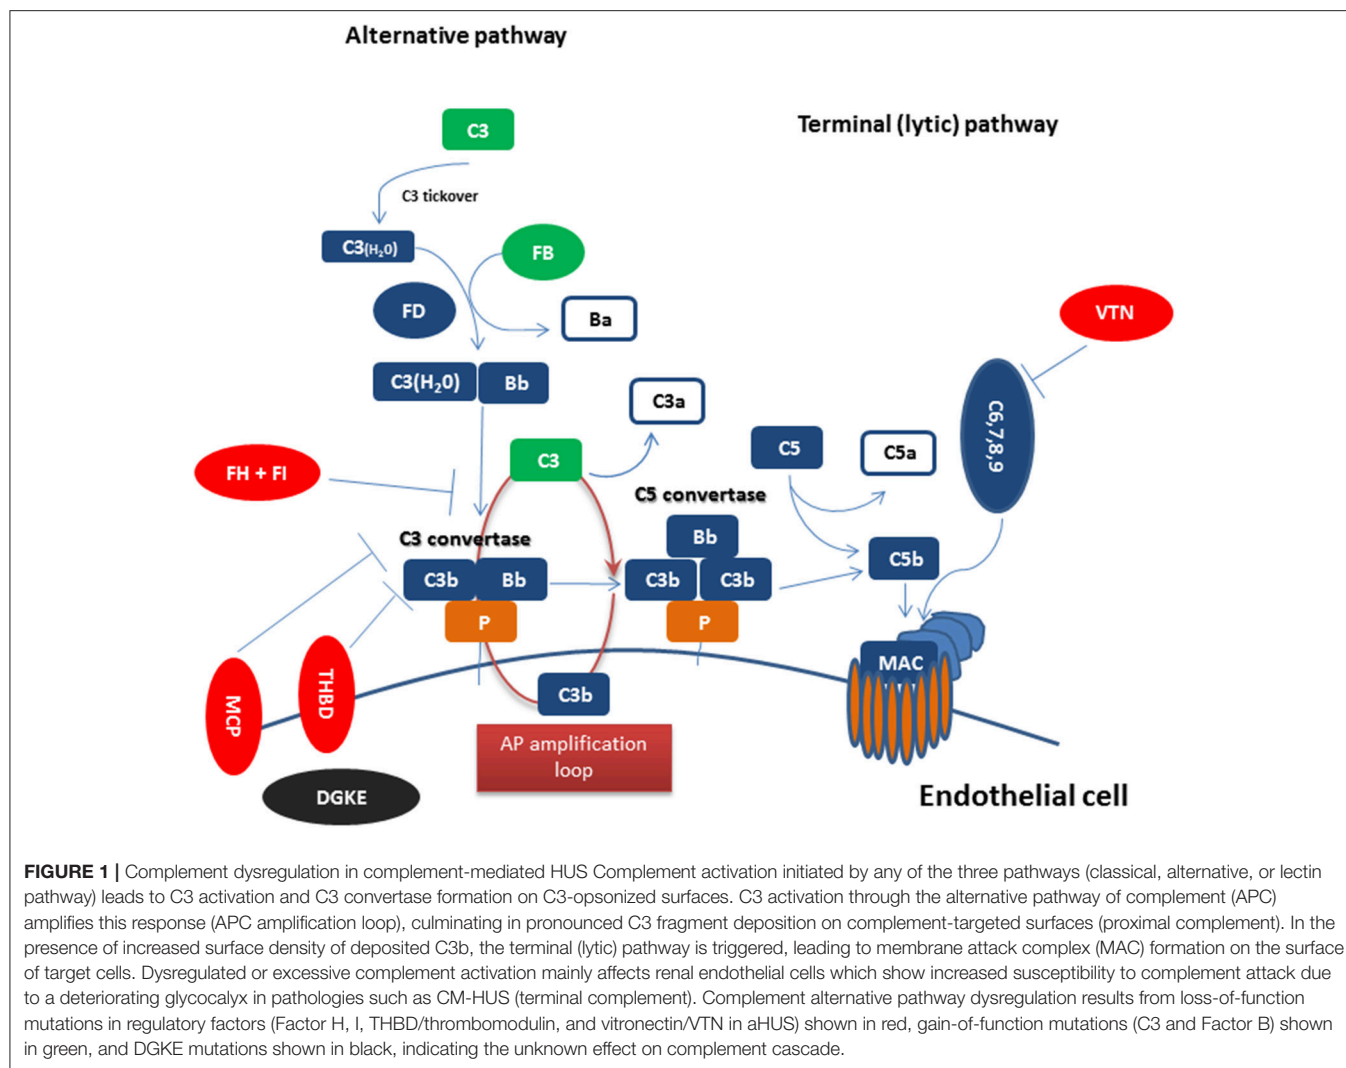 Alternative pathway
Terminal (lytic) pathway
C3
C3 tickover
C3(H₂0)
FB
FD
Ba
VTN
C3(H₂0)
Bb
C3a
C6,7,8,9
C3
C5
C5a
FH + FI
C5 convertase
Bb
C3 convertase
C3b
Bb
C3b
C3b
C5b
P
P
MAC
MCP
THBD
C3b
AP amplification
loop
DGKE
Endothelial cell
FIGURE 1 | Complement dysregulation in complement-mediated HUS Complement activation initiated by any of the three pathways (classical, alternative, or lectin
pathway) leads to C3 activation and C3 convertase formation on C3-opsonized surfaces. C3 activation through the alternative pathway of complement (APC)
amplifies this response (APC amplification loop), culminating in pronounced C3 fragment deposition on complement-targeted surfaces (proximal complement). In the
presence of increased surface density of deposited C3b, the terminal (lytic) pathway is triggered, leading to membrane attack complex (MAC) formation on the surface
of target cells. Dysregulated or excessive complement activation mainly affects renal endothelial cells which show increased susceptibility to complement attack due
to a deteriorating glycocalyx in pathologies such as CM-HUS (terminal complement). Complement alternative pathway dysregulation results from loss-of-function
mutations in regulatory factors (Factor H, I, THBD/thrombomodulin, and vitronectin/VTN in aHUS) shown in red, gain-of-function mutations (C3 and Factor B) shown
in green, and DGKE mutations shown in black, indicating the unknown effect on complement cascade.